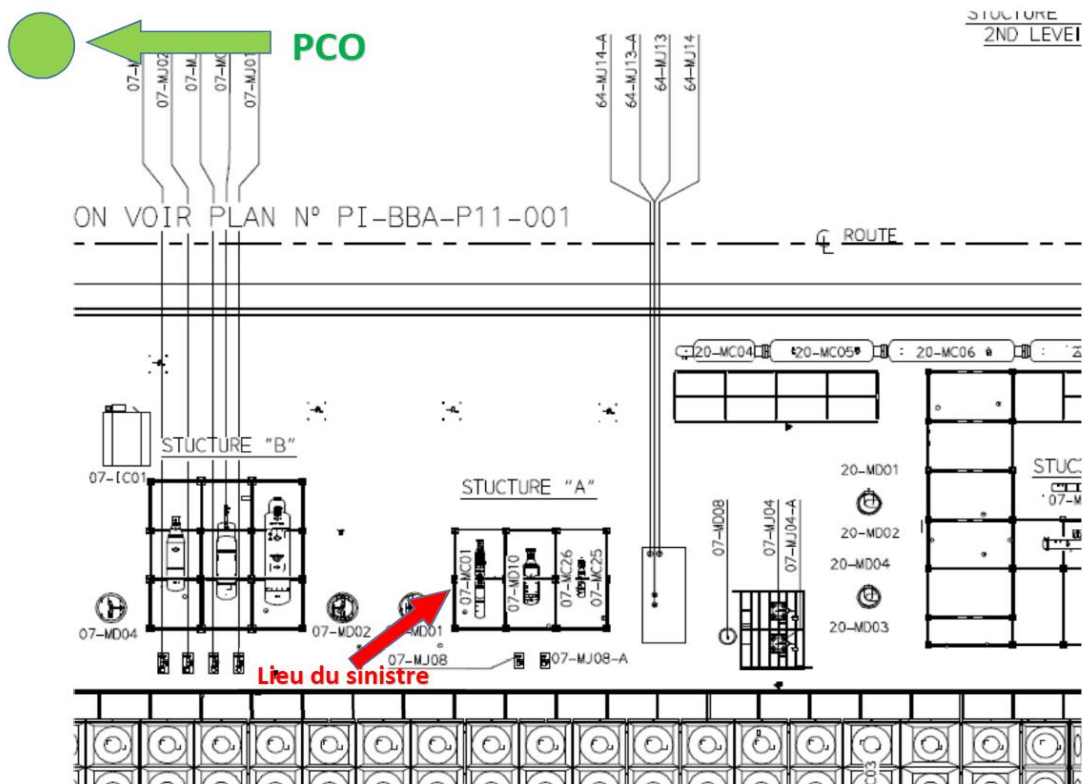 PCO
STUCTURE
2ND LEVEL
07-MJ02
07-MJ01
64-MJ14-A
64-MJ13-A
64-MJ13
64-MJ14
ON VOIR PLAN Nº PI-BBA-P11-001
℄ ROUTE
20-MC04
20-MC05
20-MC06
STUCTURE "B"
07-IC01
STUCTURE "A"
20-MD01
STUC
07-M
07-MC01
07-MD10
07-MC26
07-MC25
07-MD08
07-MJ04
07-MJ04-A
20-MD02
20-MD04
07-MD04
07-MD02
MD01
20-MD03
07-MJ08
07-MJ08-A
Lieu du sinistre